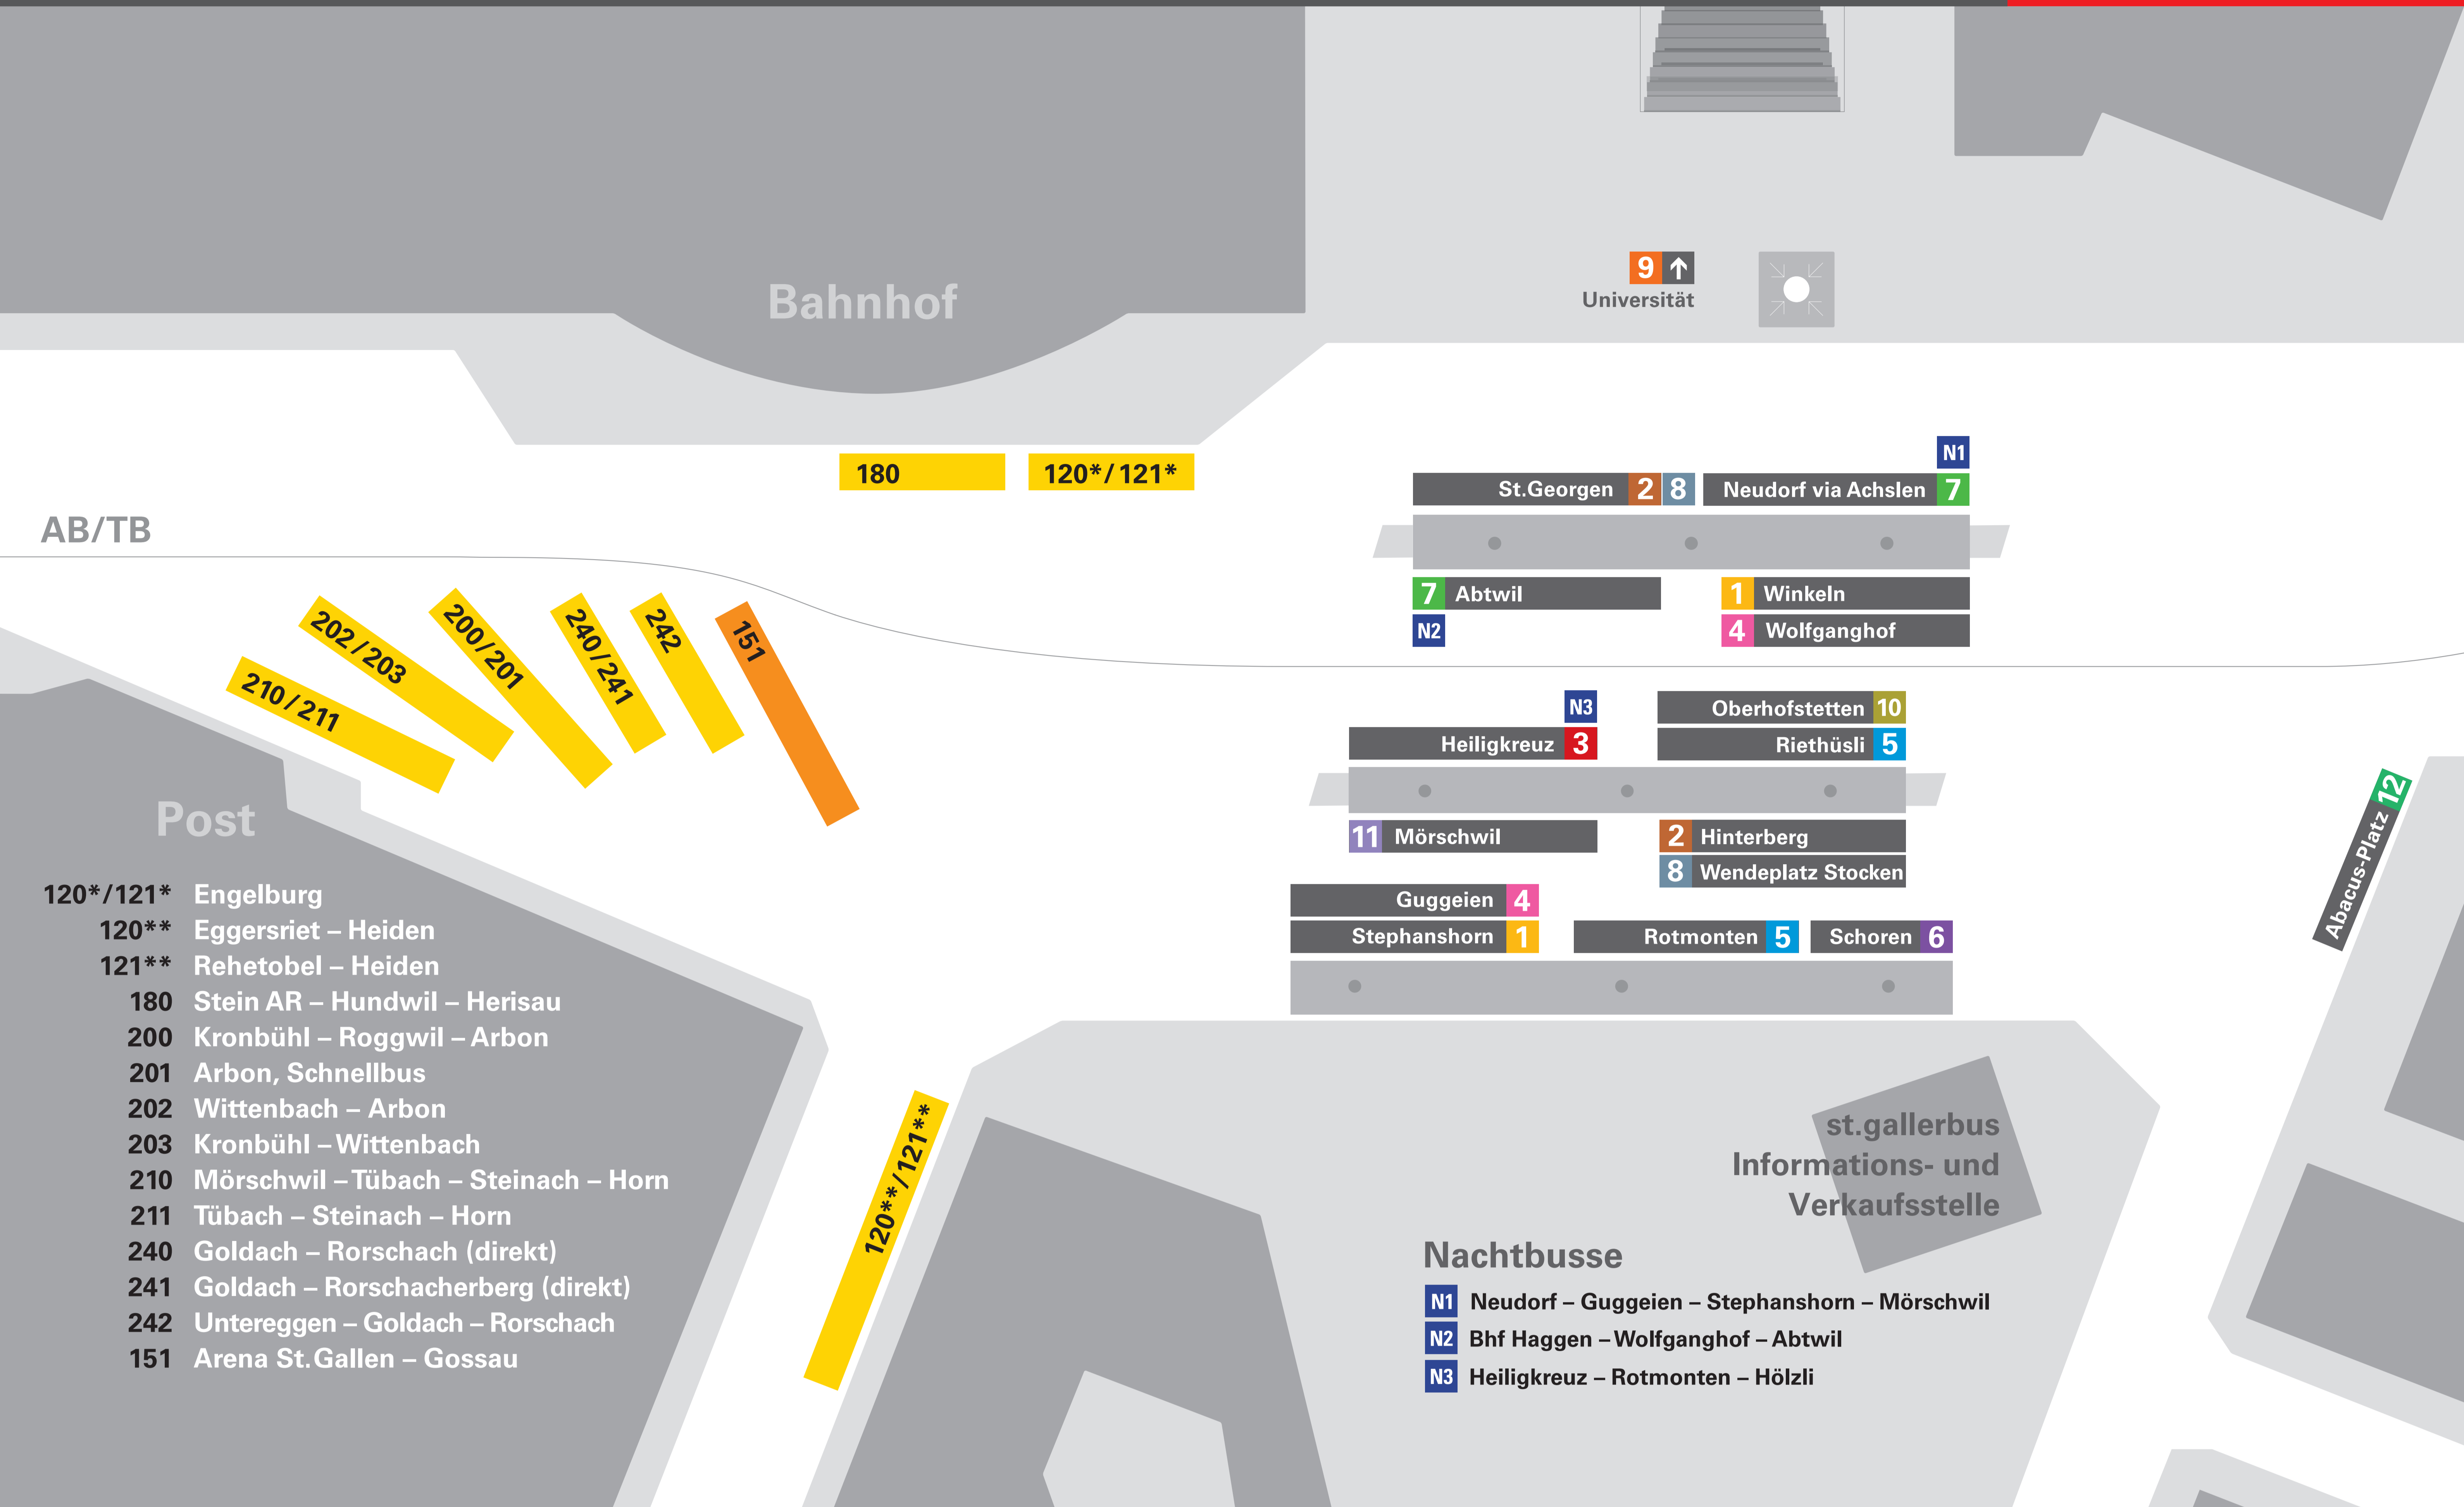 Bahnhof
9
Universität
180
120*/121*
N1
St.Georgen 2 8
Neudorf via Achslen 7
AB/TB
7 Abtwil
N2
1 Winkeln
4 Wolfganghof
210/211
202/203
200/201
240/241
242
151
N3
Heiligkreuz 3
Oberhofstetten 10
Riethüsli 5
11 Mörschwil
2 Hinterberg
8 Wendeplatz Stocken
Abacus-Platz 12
Guggeien 4
Stephanshorn 1
Rotmonten 5
Schoren 6
Post
120*/121* Engelburg
120** Eggersriet – Heiden
121** Rehetobel – Heiden
180 Stein AR – Hundwil – Herisau
200 Kronbühl – Roggwil – Arbon
201 Arbon, Schnellbus
202 Wittenbach – Arbon
203 Kronbühl – Wittenbach
210 Mörschwil – Tübach – Steinach – Horn
211 Tübach – Steinach – Horn
240 Goldach – Rorschach (direkt)
241 Goldach – Rorschacherberg (direkt)
242 Untereggen – Goldach – Rorschach
151 Arena St.Gallen – Gossau
120**/121**
st.gallerbus
Informations- und
Verkaufsstelle
Nachtbusse
N1 Neudorf – Guggeien – Stephanshorn – Mörschwil
N2 Bhf Haggen – Wolfganghof – Abtwil
N3 Heiligkreuz – Rotmonten – Hölzli